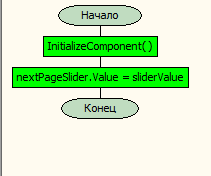 Начало
InitializeComponent( )
nextPageSlider.Value = sliderValue
Конец